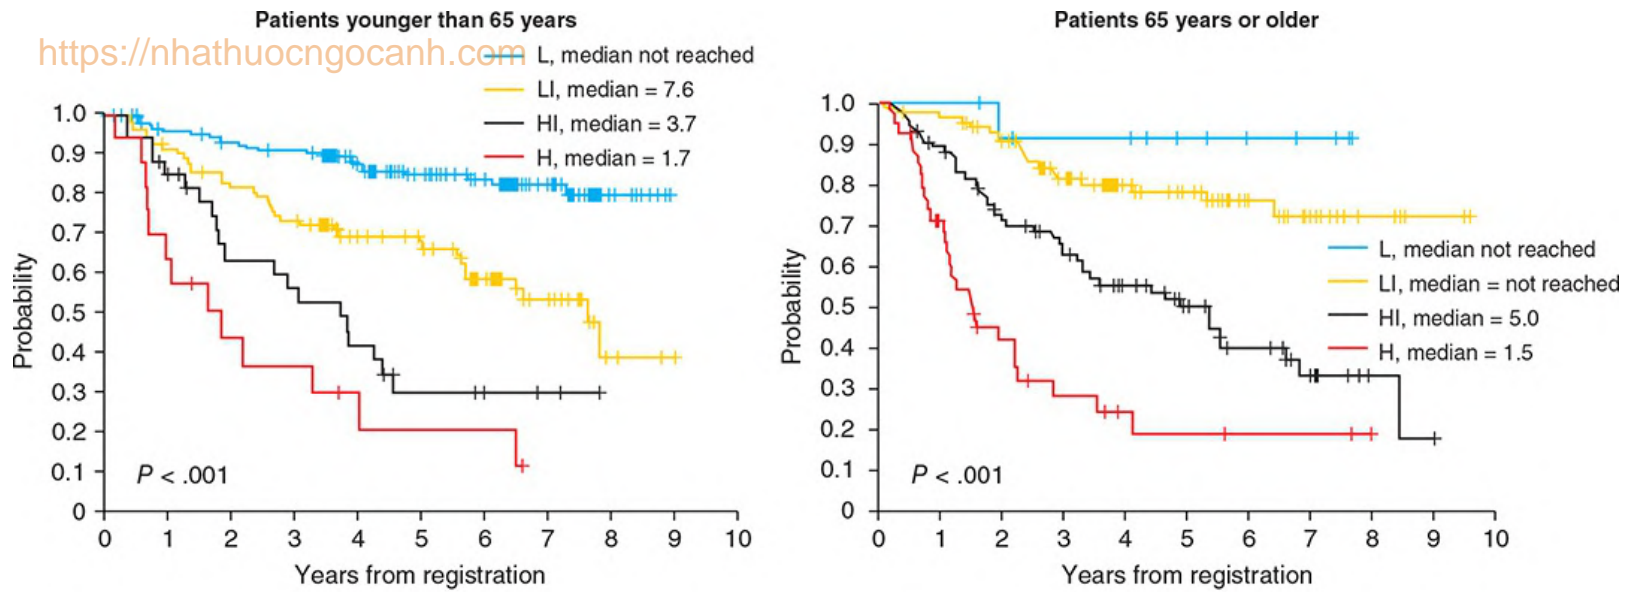 Patients younger than 65 years
https://nhathuocngocanh.com
L, median not reached
LI, median = 7.6
HI, median = 3.7
H, median = 1.7
1.0
0.9
0.8
0.7
0.6
0.5
0.4
0.3
0.2
0.1
0
Probability
P < .001
0 1 2 3 4 5 6 7 8 9 10
Years from registration
Patients 65 years or older
1.0
0.9
0.8
0.7
0.6
0.5
0.4
0.3
0.2
0.1
0
Probability
L, median not reached
LI, median = not reached
HI, median = 5.0
H, median = 1.5
P < .001
0 1 2 3 4 5 6 7 8 9 10
Years from registration